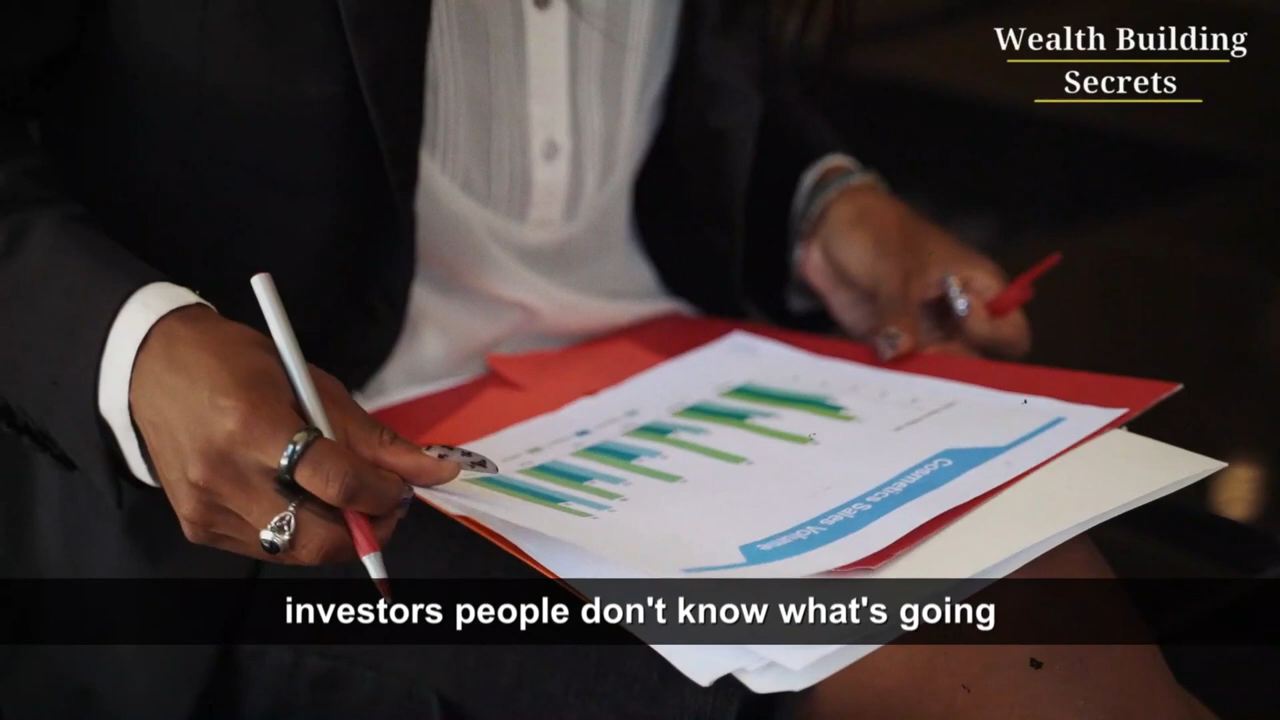 Wealth Building
Secrets
Cosmetics Sales Volume
investors people don't know what's going